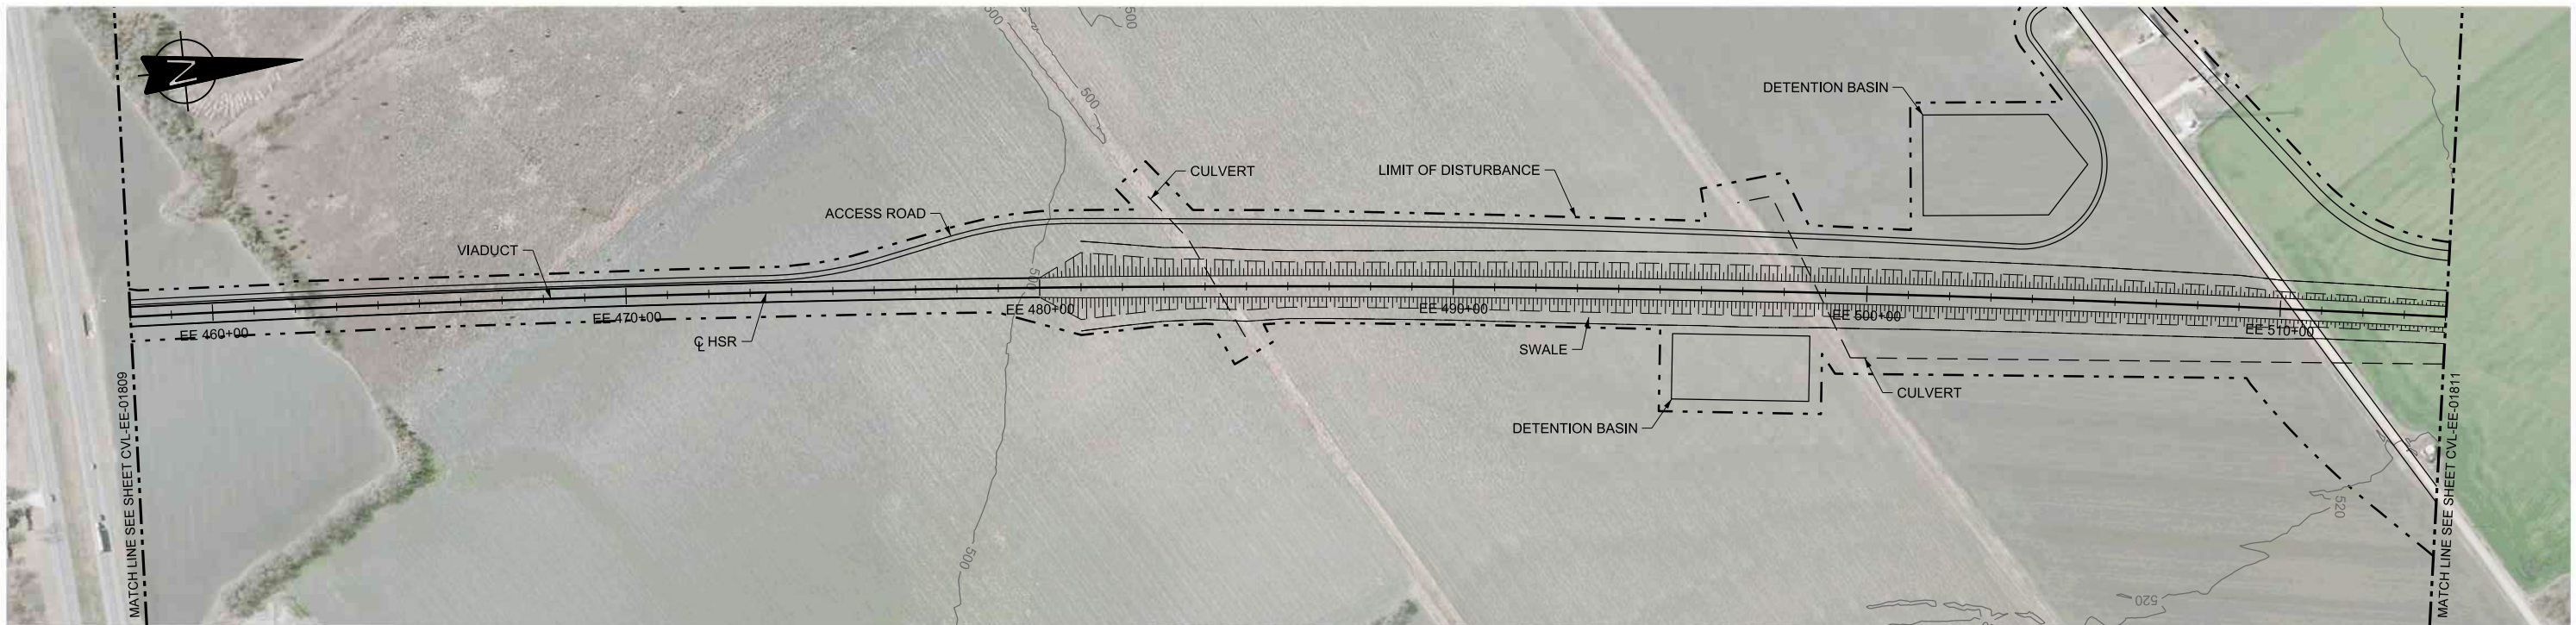 500
500
500
N
DETENTION BASIN
CULVERT
LIMIT OF DISTURBANCE
ACCESS ROAD
VIADUCT
500
EE 460+00
EE 470+00
EE 480+00
EE 490+00
EE 500+00
EE 510+00
℄ HSR
SWALE
CULVERT
DETENTION BASIN
MATCH LINE SEE SHEET CVL-EE-01809
MATCH LINE SEE SHEET CVL-EE-01811
500
520
520